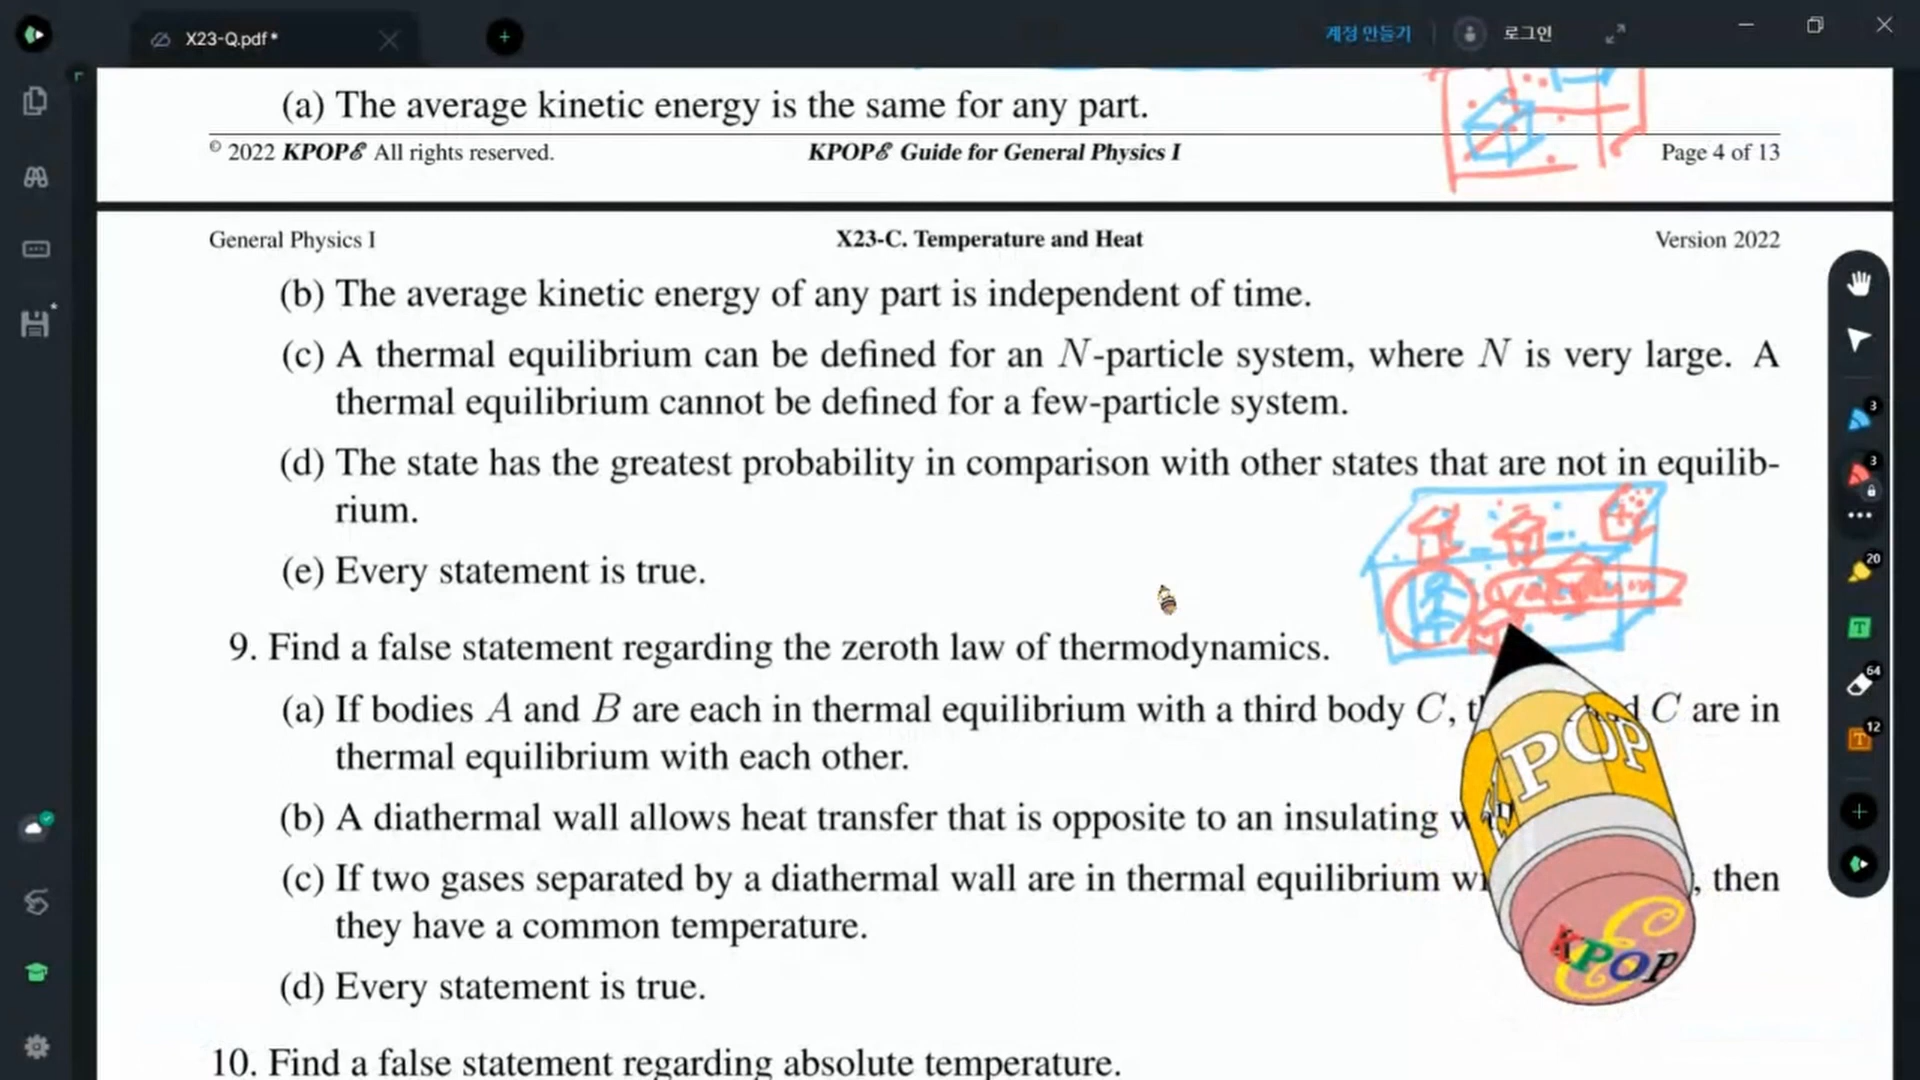 X23-Q.pdf *
계정 만들기
로그인
(a) The average kinetic energy is the same for any part.
© 2022 KPOPℰ All rights reserved.
KPOPℰ Guide for General Physics I
Page 4 of 13
General Physics I
X23-C. Temperature and Heat
Version 2022
(b) The average kinetic energy of any part is independent of time.
(c) A thermal equilibrium can be defined for an N-particle system, where N is very large. A
thermal equilibrium cannot be defined for a few-particle system.
(d) The state has the greatest probability in comparison with other states that are not in equilib-
rium.
(e) Every statement is true.
9. Find a false statement regarding the zeroth law of thermodynamics.
(a) If bodies A and B are each in thermal equilibrium with a third body C, C are in
thermal equilibrium with each other.
(b) A diathermal wall allows heat transfer that is opposite to an insulating
(c) If two gases separated by a diathermal wall are in thermal equilibrium , then
they have a common temperature.
(d) Every statement is true.
10. Find a false statement regarding absolute temperature.
KPOP
KPOP
3
3
20
T
64
T
12